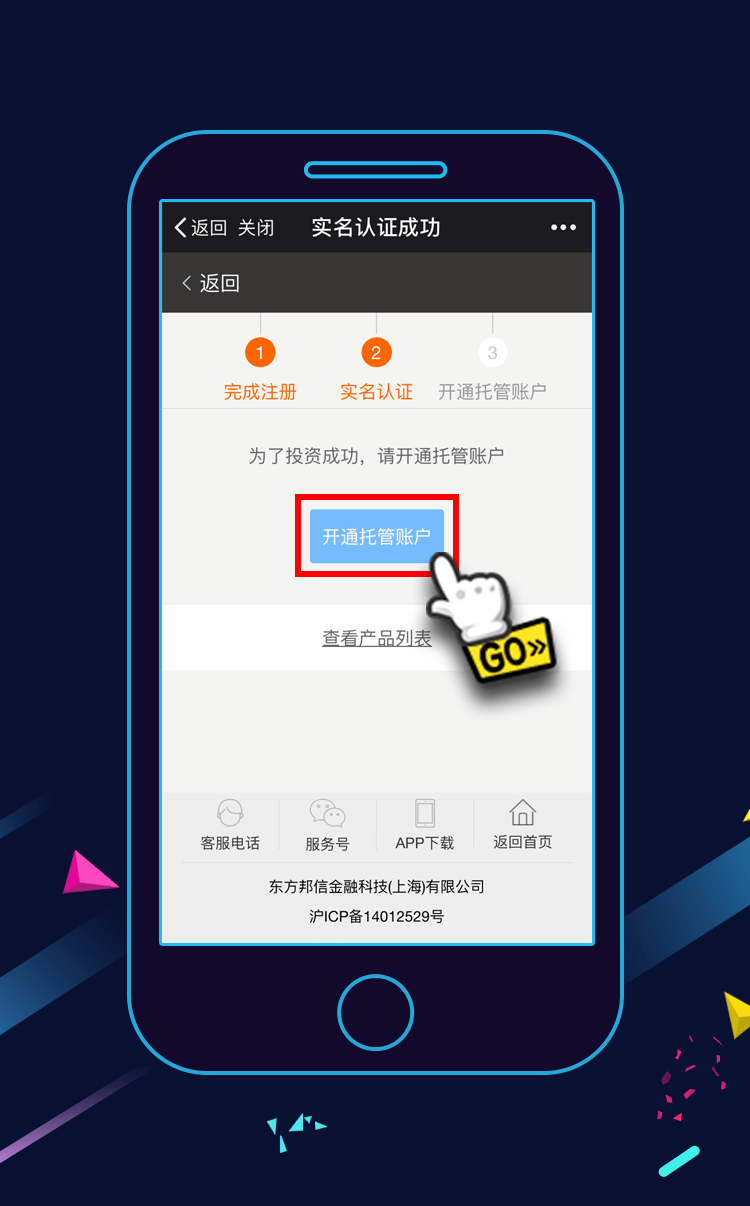 返回 关闭 实名认证成功
返回
1 2 3
完成注册 实名认证 开通托管账户
为了投资成功，请开通托管账户
开通托管账户
查看产品列表
GO»
客服电话 服务号 APP下载 返回首页
东方邦信金融科技(上海)有限公司
沪ICP备14012529号